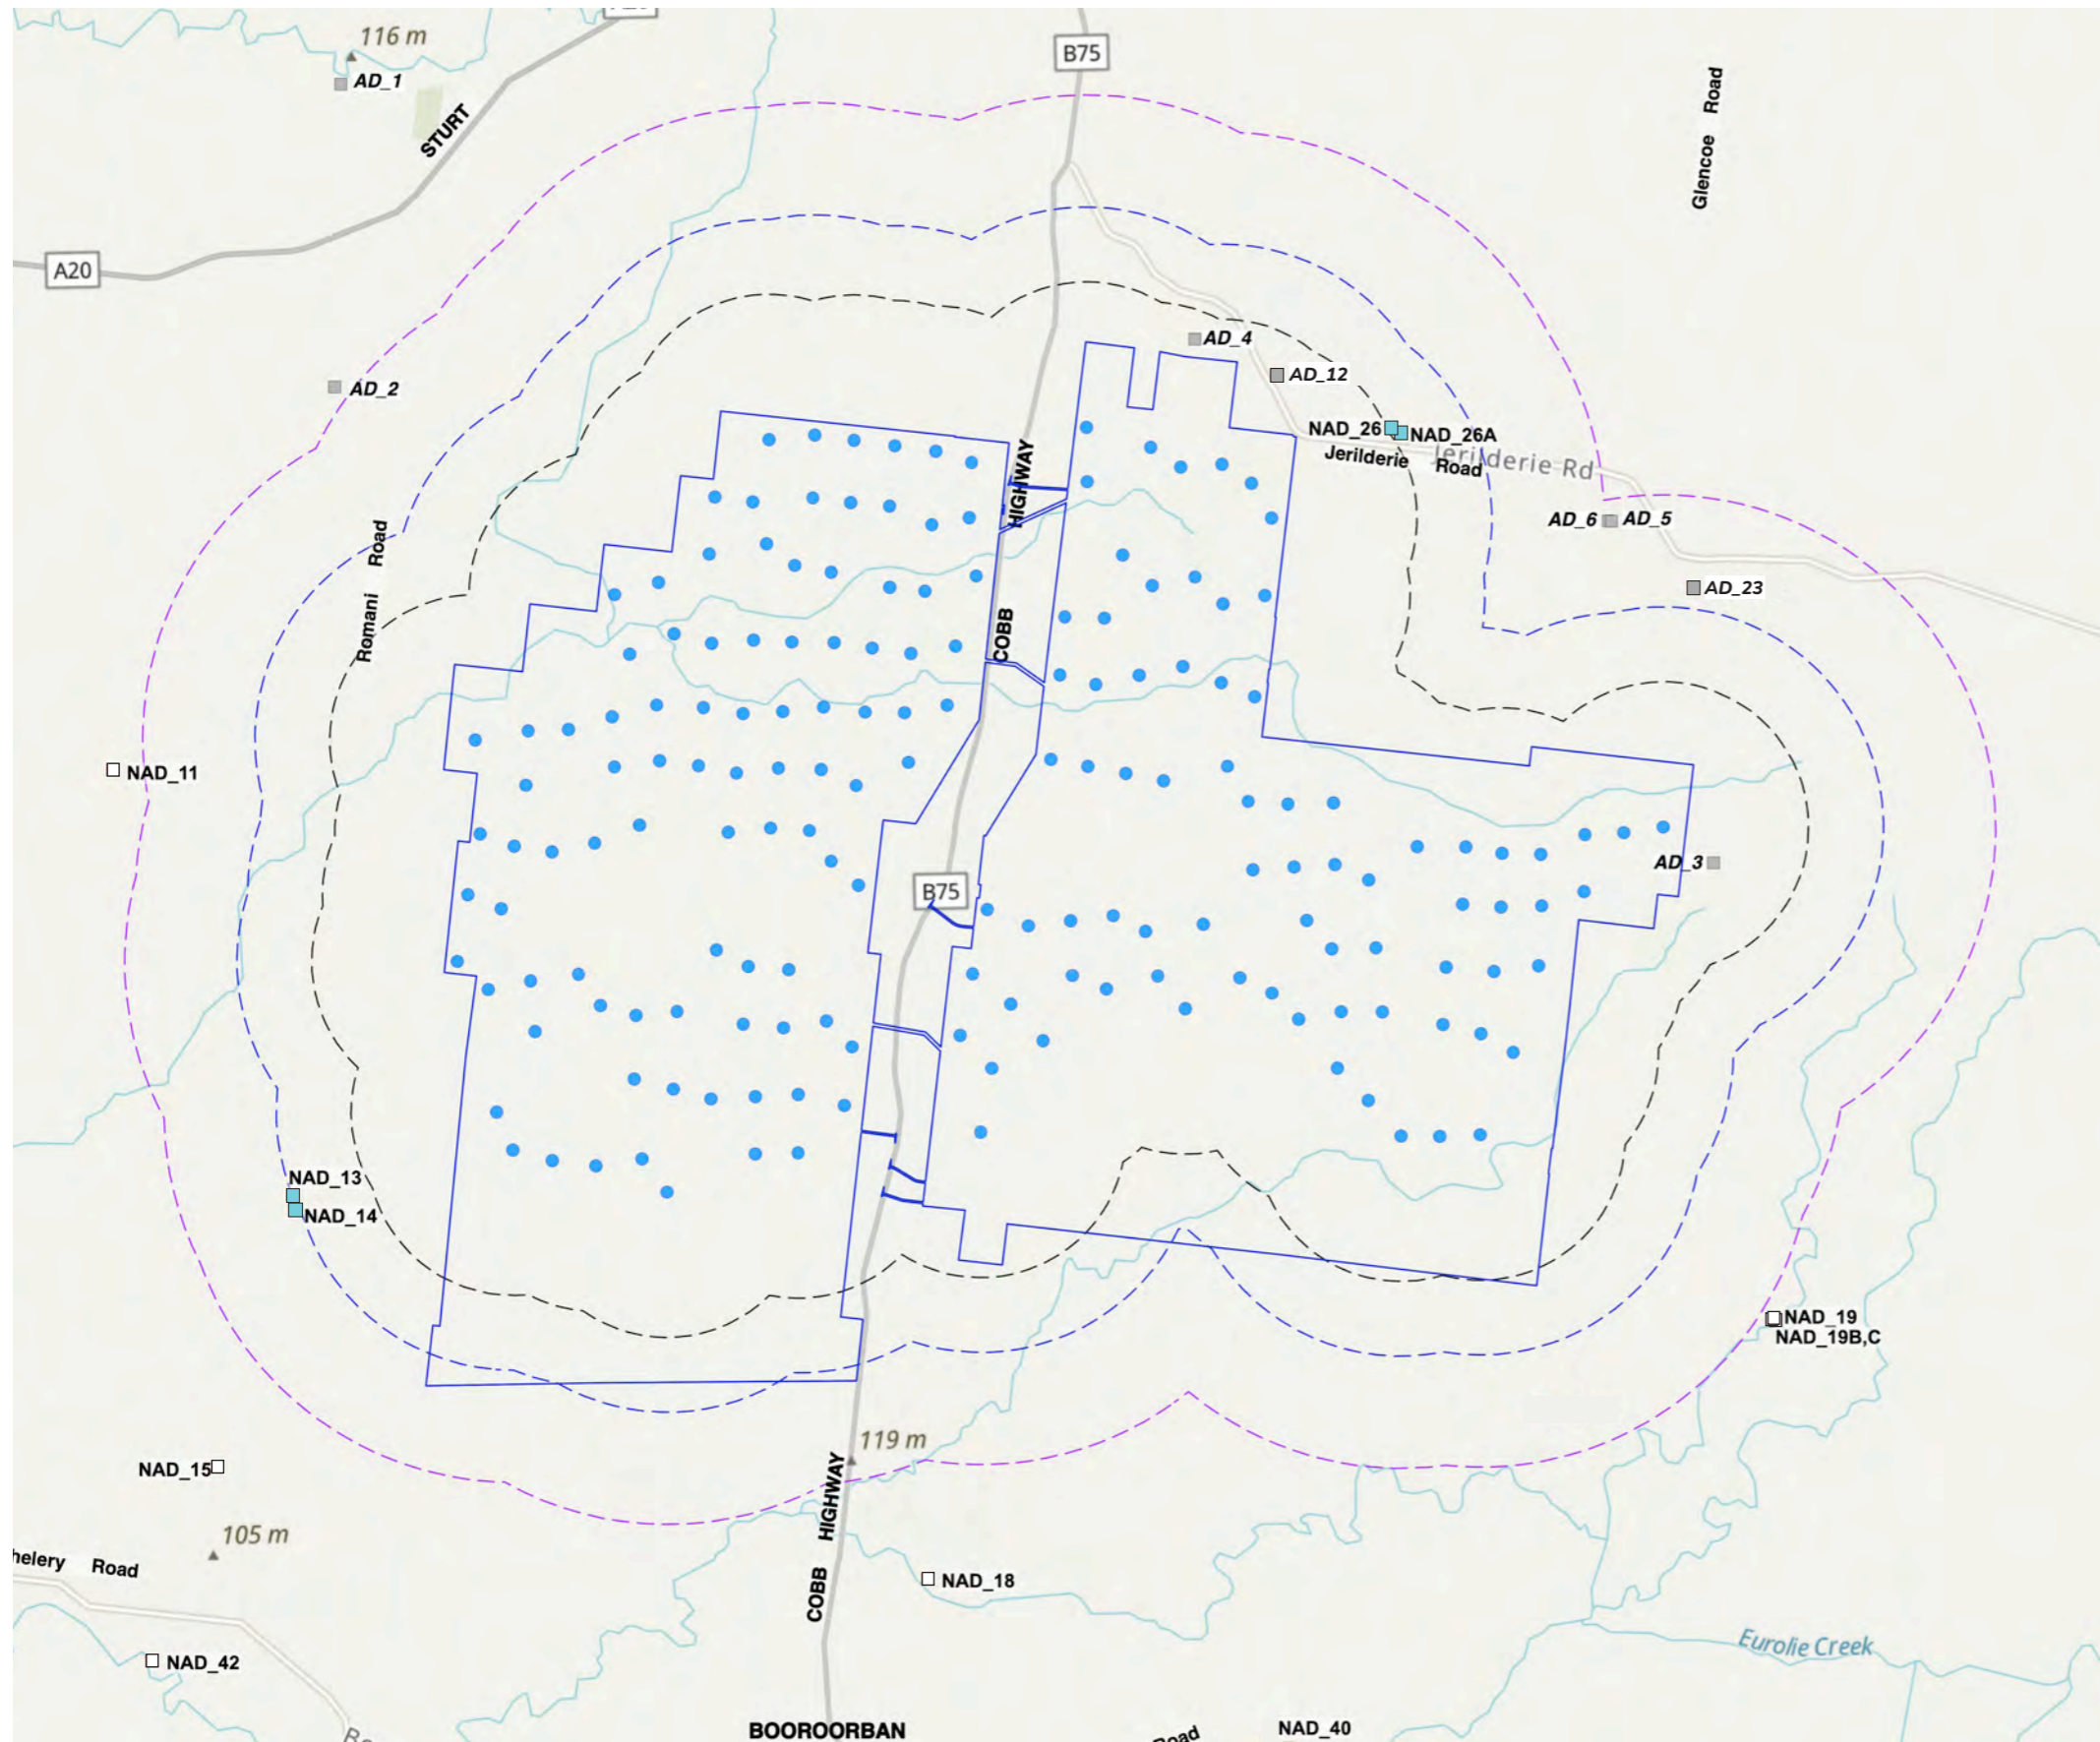 116 m
AD_1
B75
STURT
Glencoe Road
A20
AD_4
AD_12
AD_2
NAD_26
NAD_26A
Jerilderie Road
Jerilderie Rd
HIGHWAY
COBB
AD_6
AD_5
AD_23
Romani Road
NAD_11
AD_3
B75
NAD_13
NAD_14
NAD_19
NAD_19B,C
119 m
NAD_15
105 m
COBB HIGHWAY
helery Road
NAD_18
NAD_42
Eurolie Creek
BOOROORBAN
Road
NAD_40